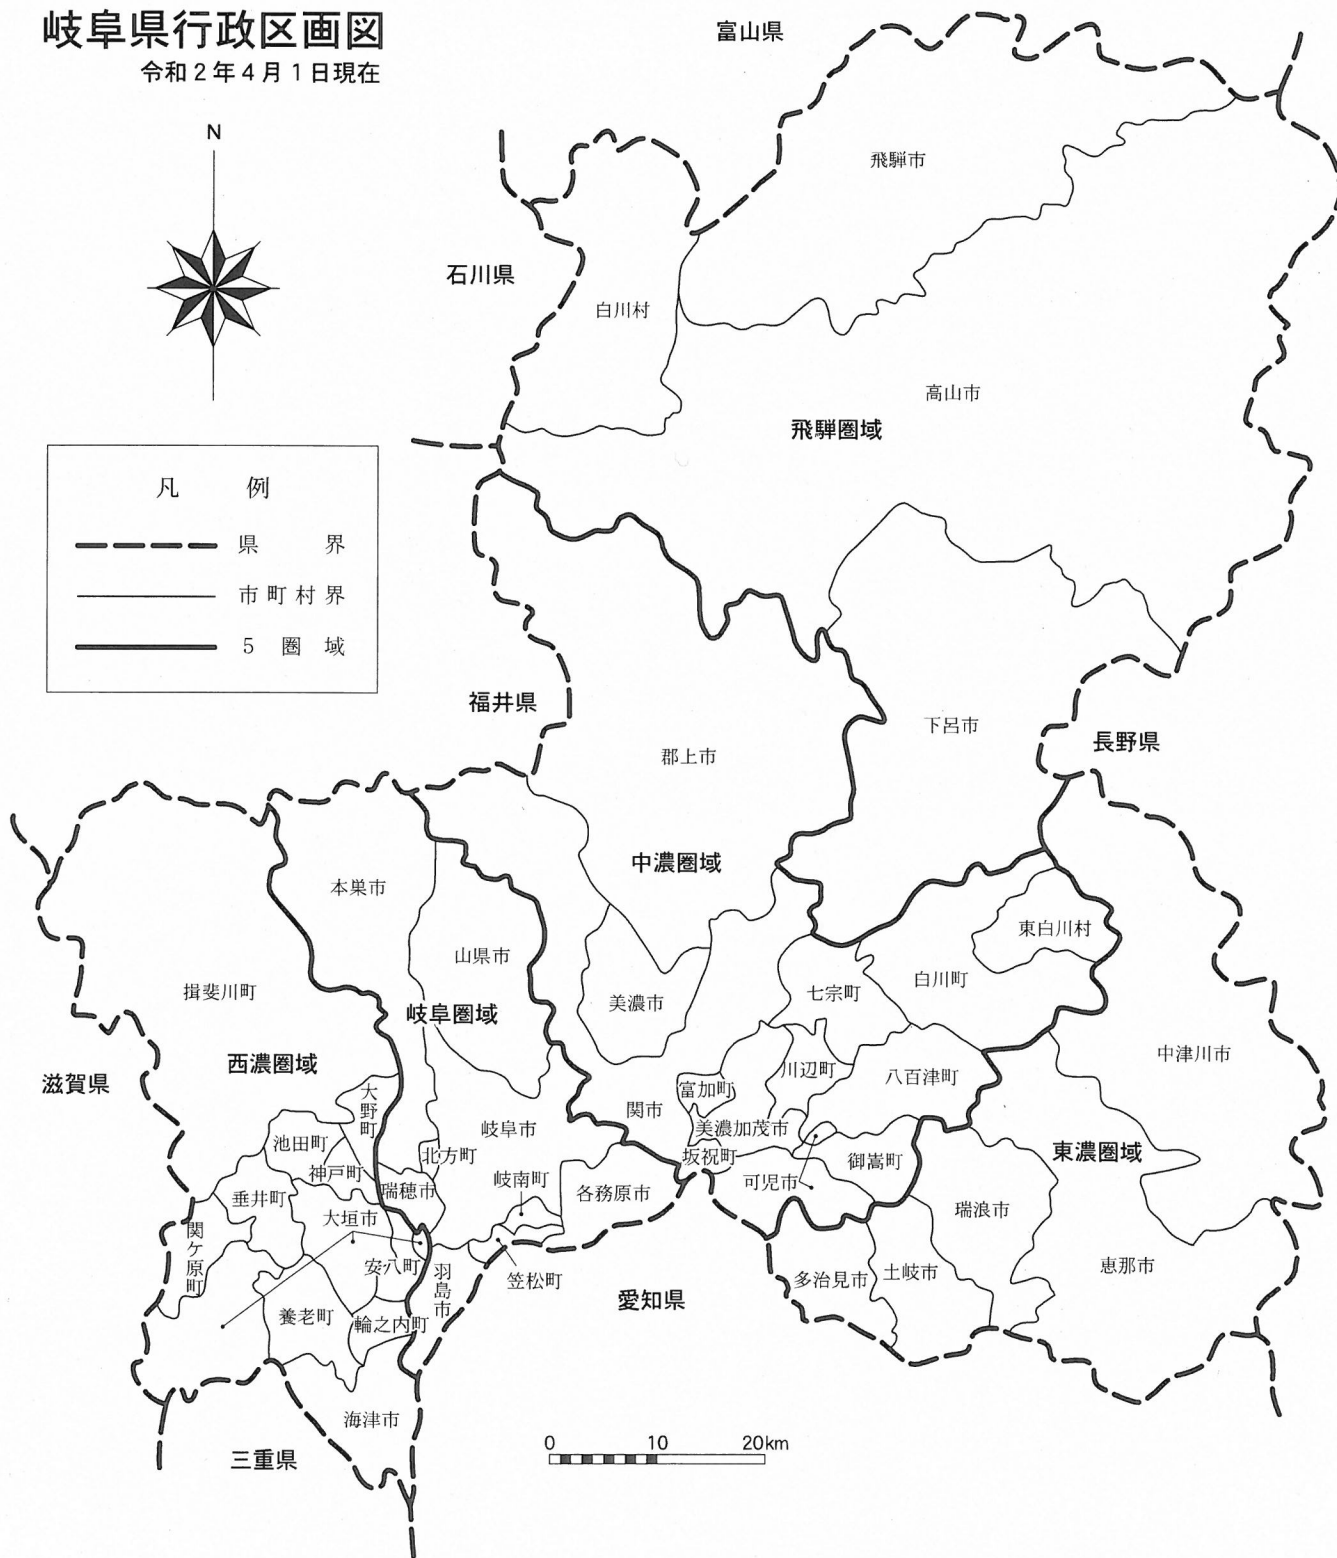 岐阜県行政区画図
令和2年4月1日現在
N
凡 例
県 界
市町村界
5 圏 域
富山県
飛騨市
石川県
白川村
高山市
飛騨圏域
福井県
郡上市
下呂市
長野県
中濃圏域
本巣市
東白川村
山県市
白川町
揖斐川町
美濃市
七宗町
岐阜圏域
中津川市
西濃圏域
滋賀県
川辺町
八百津町
富加町
大野町
関市
岐阜市
美濃加茂市
池田町
北方町
坂祝町
御嵩町
東濃圏域
神戸町
可児市
瑞穂市
岐南町
各務原市
垂井町
大垣市
瑞浪市
関ケ原町
安八町
羽島市
笠松町
多治見市
土岐市
恵那市
愛知県
養老町
輪之内町
海津市
三重県
0 10 20km